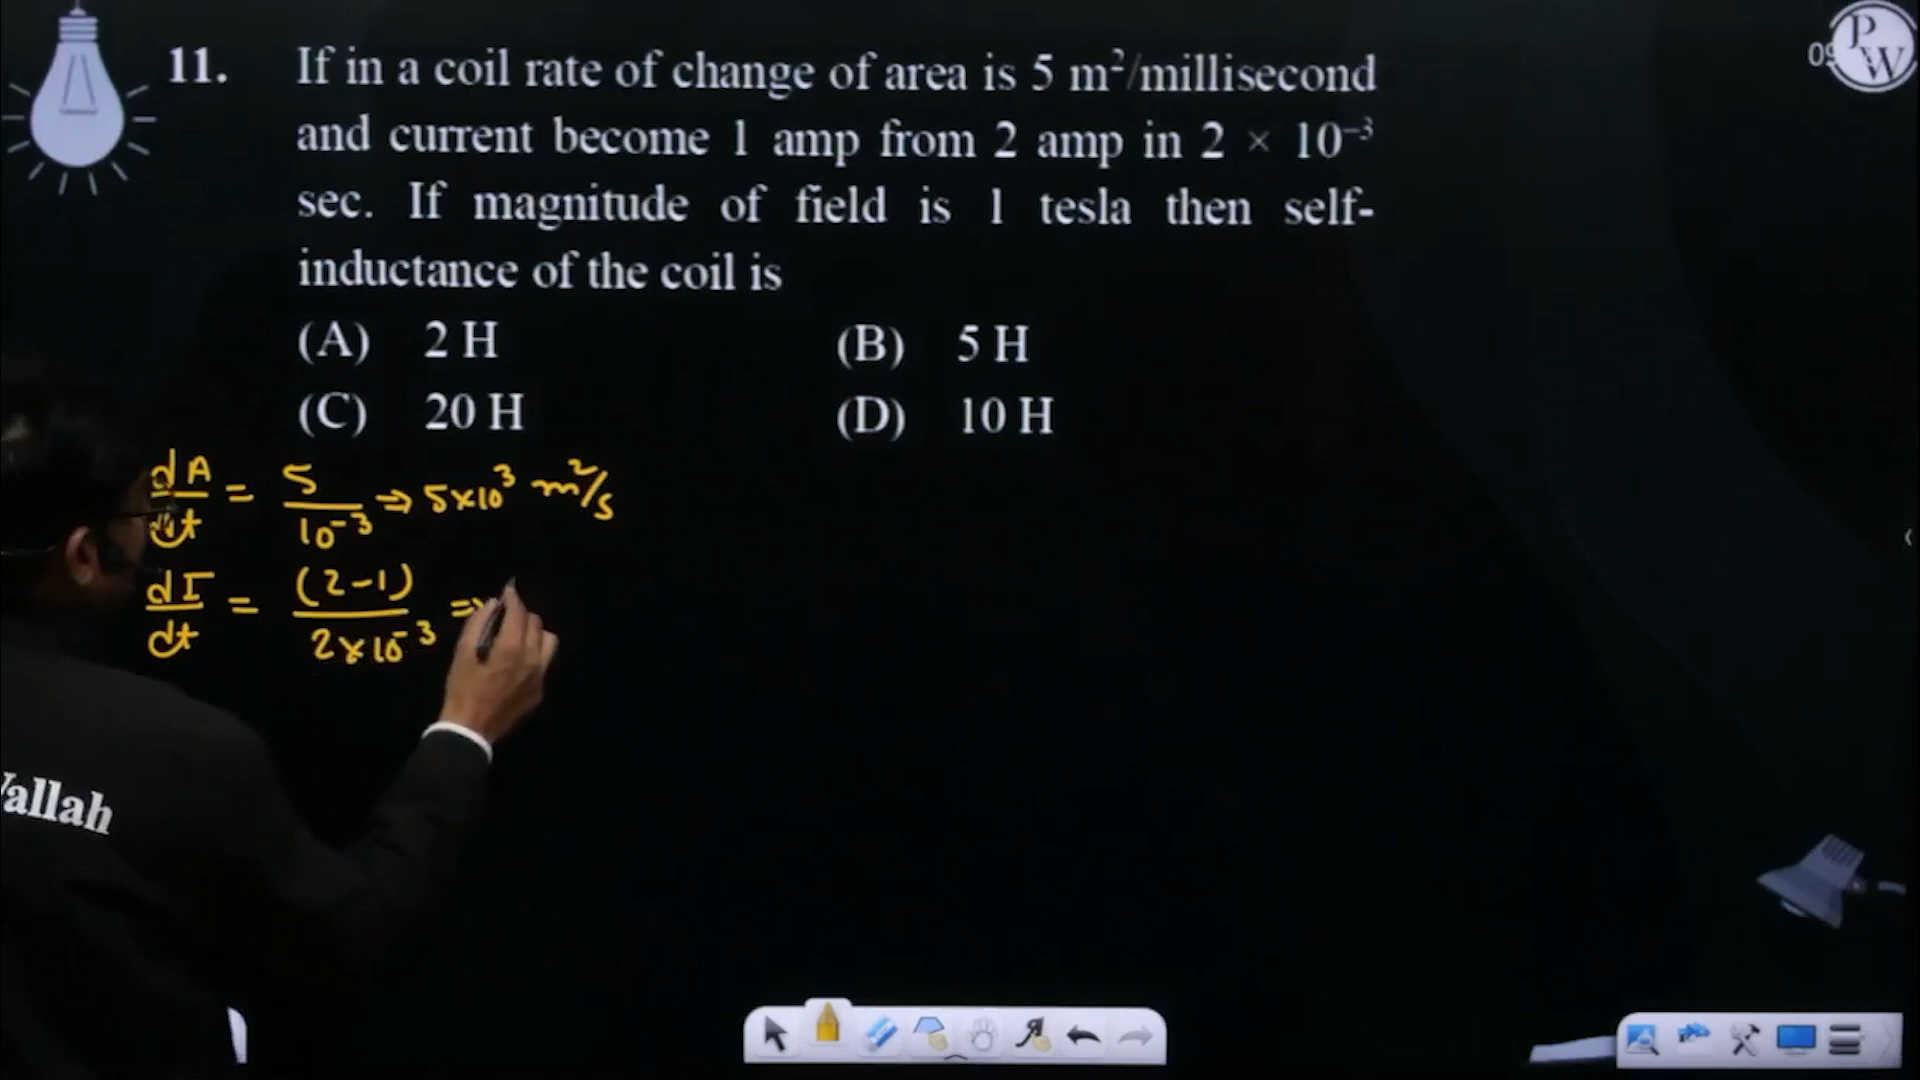 11. If in a coil rate of change of area is 5 m²/millisecond
and current become 1 amp from 2 amp in 2 × 10⁻³
sec. If magnitude of field is 1 tesla then self-
inductance of the coil is
(A) 2 H (B) 5 H
(C) 20 H (D) 10 H
dA/dt = 5/10⁻³ ⇒ 5×10³ m²/s
dI/dt = (2-1)/2×10⁻³ ⇒
allah
PW